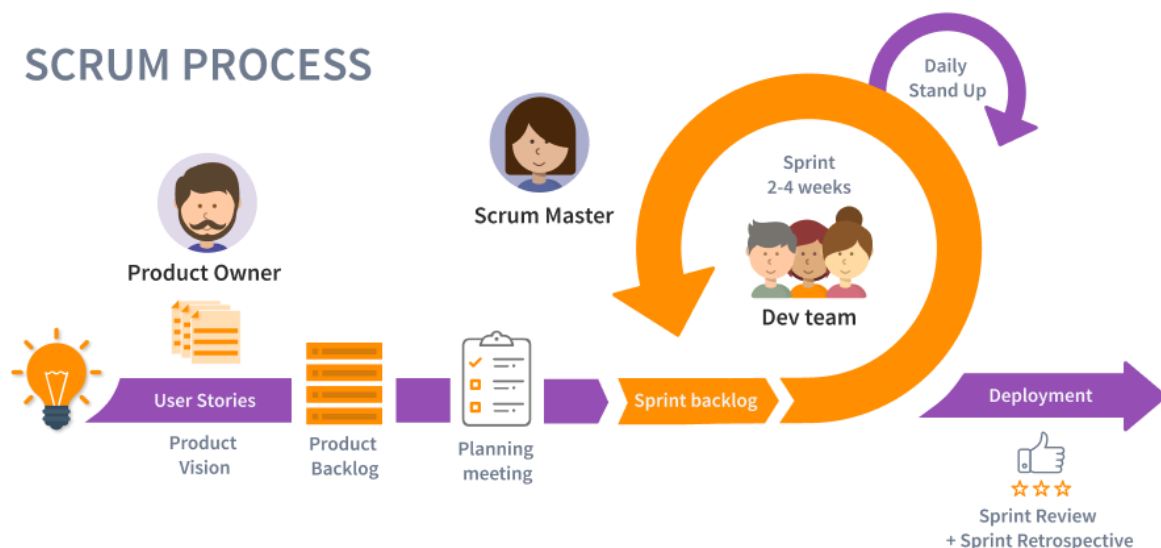 SCRUM PROCESS
Daily
Stand Up
Sprint
2-4 weeks
Scrum Master
Product Owner
Dev team
User Stories
Sprint backlog
Deployment
Product
Vision
Product
Backlog
Planning
meeting
Sprint Review
+ Sprint Retrospective